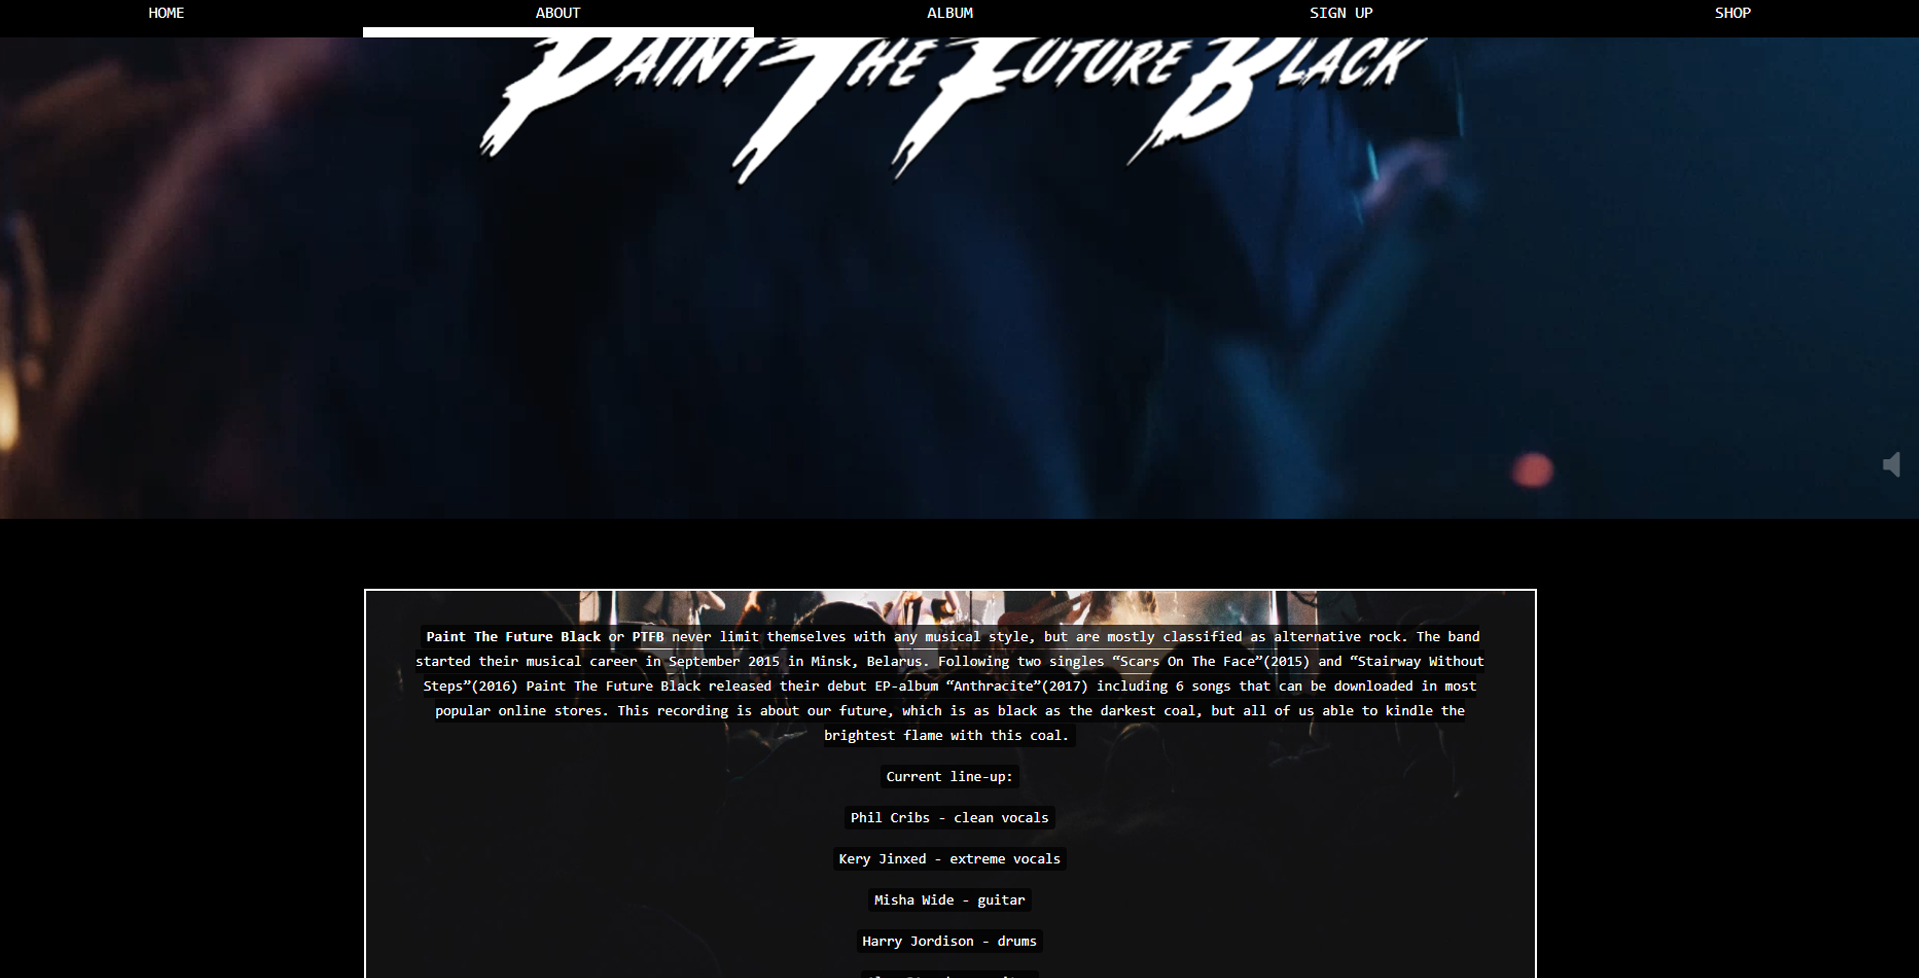 HOME ABOUT ALBUM SIGN UP SHOP
PAINT THE FUTURE BLACK
Paint The Future Black or PTFB never limit themselves with any musical style, but are mostly classified as alternative rock. The band
started their musical career in September 2015 in Minsk, Belarus. Following two singles “Scars On The Face”(2015) and “Stairway Without
Steps”(2016) Paint The Future Black released their debut EP-album “Anthracite”(2017) including 6 songs that can be downloaded in most
popular online stores. This recording is about our future, which is as black as the darkest coal, but all of us able to kindle the
brightest flame with this coal.
Current line-up:
Phil Cribs - clean vocals
Kery Jinxed - extreme vocals
Misha Wide - guitar
Harry Jordison - drums